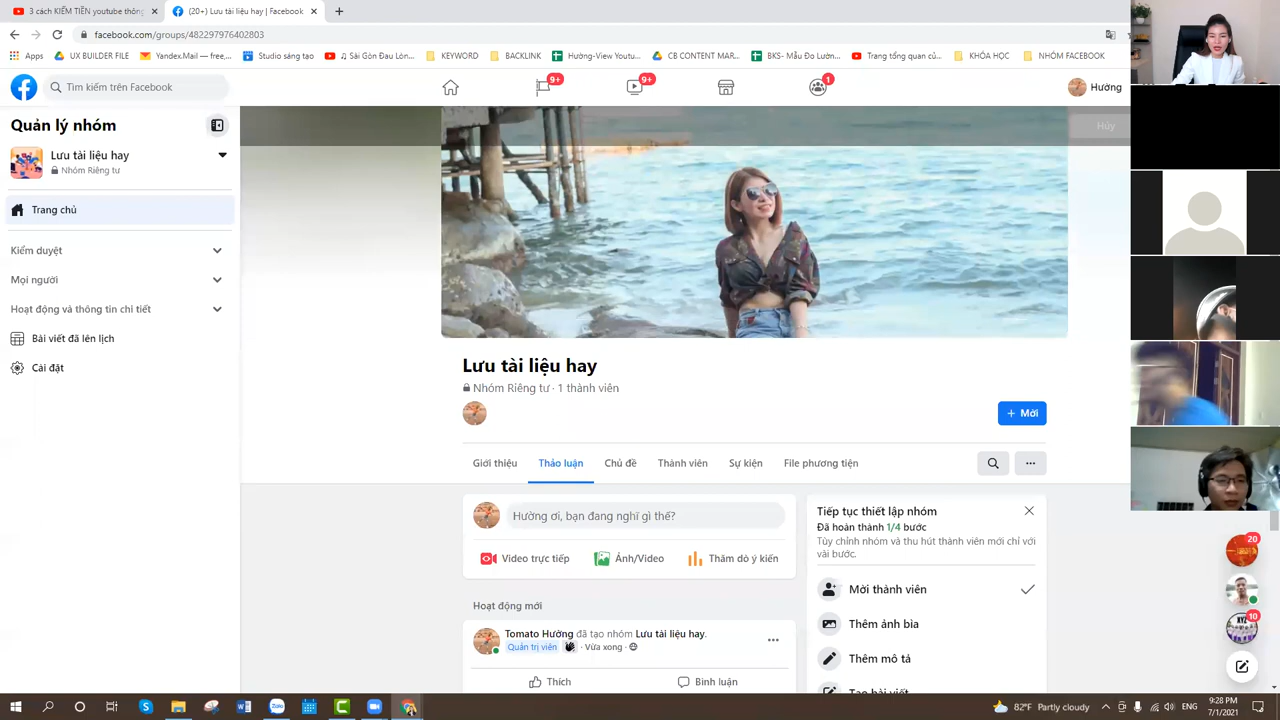 3 cách KIẾM TIỀN youtube thông
(20+) Lưu tài liệu hay | Facebook
facebook.com/groups/482297976402803
Apps
UX BUILDER FILE
Yandex.Mail — free,...
Studio sáng tạo
♫ Sài Gòn Đau Lòn...
KEYWORD
BACKLINK
Hường-View Youtu...
CB CONTENT MAR...
BKS- Mẫu Đo Lườn...
Trang tổng quan củ...
KHÓA HỌC
NHÓM FACEBOOK
Tìm kiếm trên Facebook
9+
9+
1
Hường
Quản lý nhóm
Lưu tài liệu hay
Nhóm Riêng tư
Trang chủ
Kiểm duyệt
Mọi người
Hoạt động và thông tin chi tiết
Bài viết đã lên lịch
Cài đặt
Hủy
Lưu tài liệu hay
Nhóm Riêng tư · 1 thành viên
+ Mời
Giới thiệu
Thảo luận
Chủ đề
Thành viên
Sự kiện
File phương tiện
Hường ơi, bạn đang nghĩ gì thế?
Video trực tiếp
Ảnh/Video
Thăm dò ý kiến
Hoạt động mới
Tomato Hường đã tạo nhóm Lưu tài liệu hay.
Quản trị viên · Vừa xong ·
Thích
Bình luận
Tiếp tục thiết lập nhóm
Đã hoàn thành 1/4 bước
Tùy chỉnh nhóm và thu hút thành viên mới chỉ với
vài bước.
Mời thành viên
Thêm ảnh bìa
Thêm mô tả
Tạo bài viết
20
10
82°F Partly cloudy
ENG
9:28 PM
7/1/2021